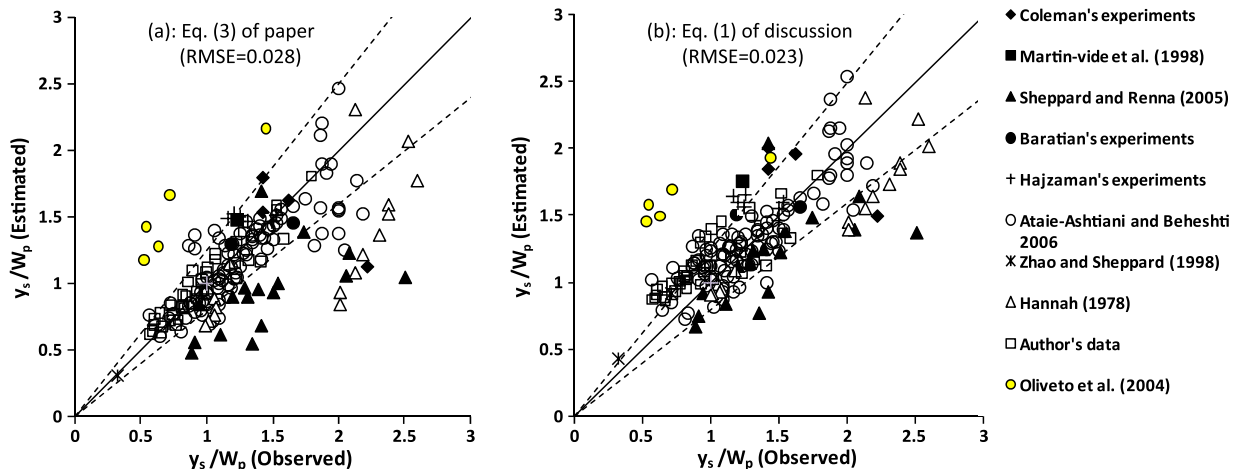 (a): Eq. (3) of paper
(RMSE=0.028)
3
2.5
2
1.5
1
0.5
0
yₛ/Wₚ (Estimated)
0
0.5
1
1.5
2
2.5
3
yₛ/Wₚ (Observed)
(b): Eq. (1) of discussion
(RMSE=0.023)
3
2.5
2
1.5
1
0.5
0
yₛ/Wₚ (Estimated)
0
0.5
1
1.5
2
2.5
3
yₛ/Wₚ (Observed)
Coleman's experiments
Martin-vide et al. (1998)
Sheppard and Renna (2005)
Baratian's experiments
Hajzaman's experiments
Ataie-Ashtiani and Beheshti
2006
Zhao and Sheppard (1998)
Hannah (1978)
Author's data
Oliveto et al. (2004)